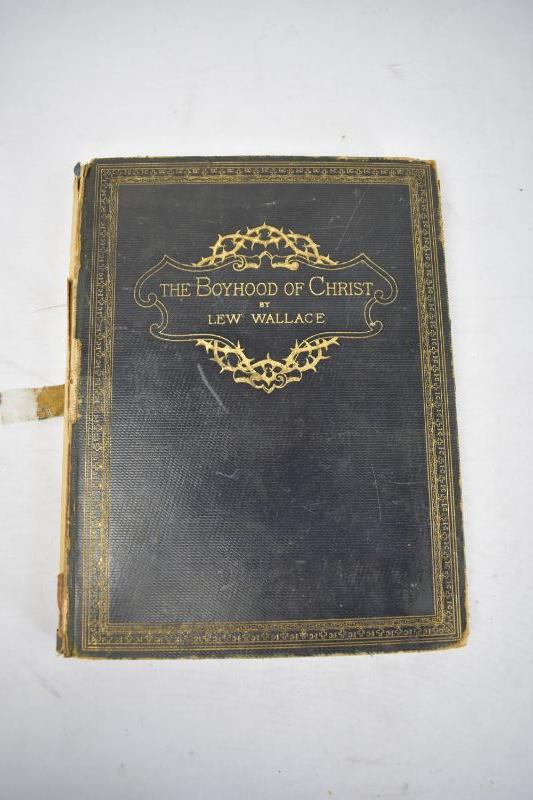 THE BOYHOOD OF CHRIST
BY
LEW WALLACE